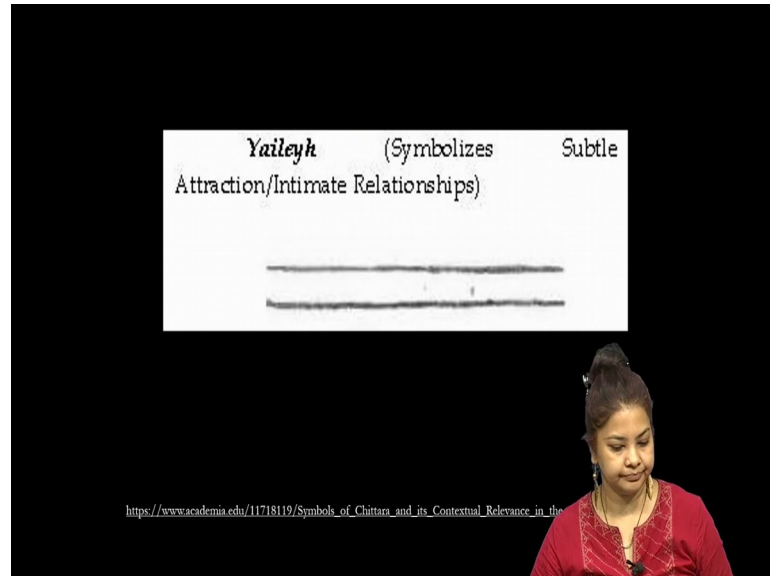 Yaileyh (Symbolizes Subtle
Attraction/Intimate Relationships)
https://www.academia.edu/11718119/Symbols_of_Chittara_and_its_Contextual_Relevance_in_the